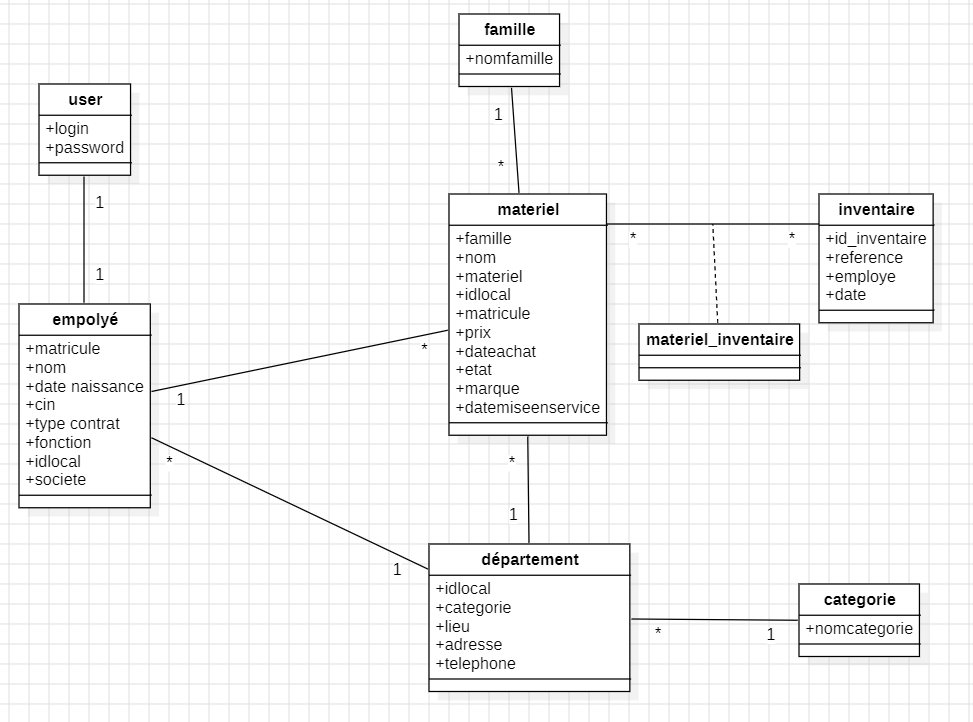 famille
+nomfamille
1
*
user
+login
+password
1
1
materiel
+famille
+nom
+materiel
+idlocal
+matricule
+prix
+dateachat
+etat
+marque
+datemiseenservice
*
*
inventaire
+id_inventaire
+reference
+employe
+date
materiel_inventaire
empolyé
+matricule
+nom
+date naissance
+cin
+type contrat
+fonction
+idlocal
+societe
*
1
*
1
*
1
département
+idlocal
+categorie
+lieu
+adresse
+telephone
*
1
categorie
+nomcategorie